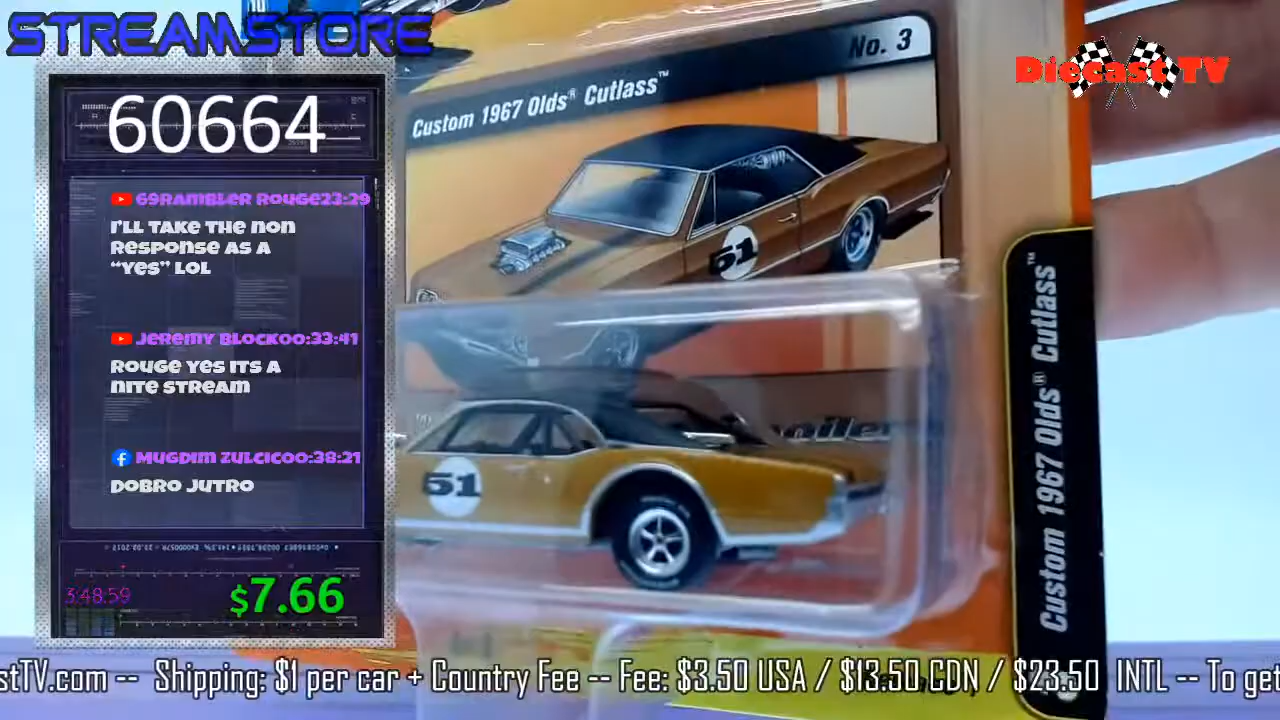 STREAMSTORE
60664
69Rambler Rouge23:29
I'll take the non
response as a
“yes” LOL
Jeremy Block00:33:41
Rouge yes its a
nite stream
Mugdim Zulcic00:38:21
Dobro jutro
3:48:59
$7.66
No. 3
Custom 1967 Olds® Cutlass™
51
51
Custom 1967 Olds® Cutlass™
Diecast TV
stTV.com -- Shipping: $1 per car + Country Fee -- Fee: $3.50 USA / $13.50 CDN / $23.50 INTL -- To get